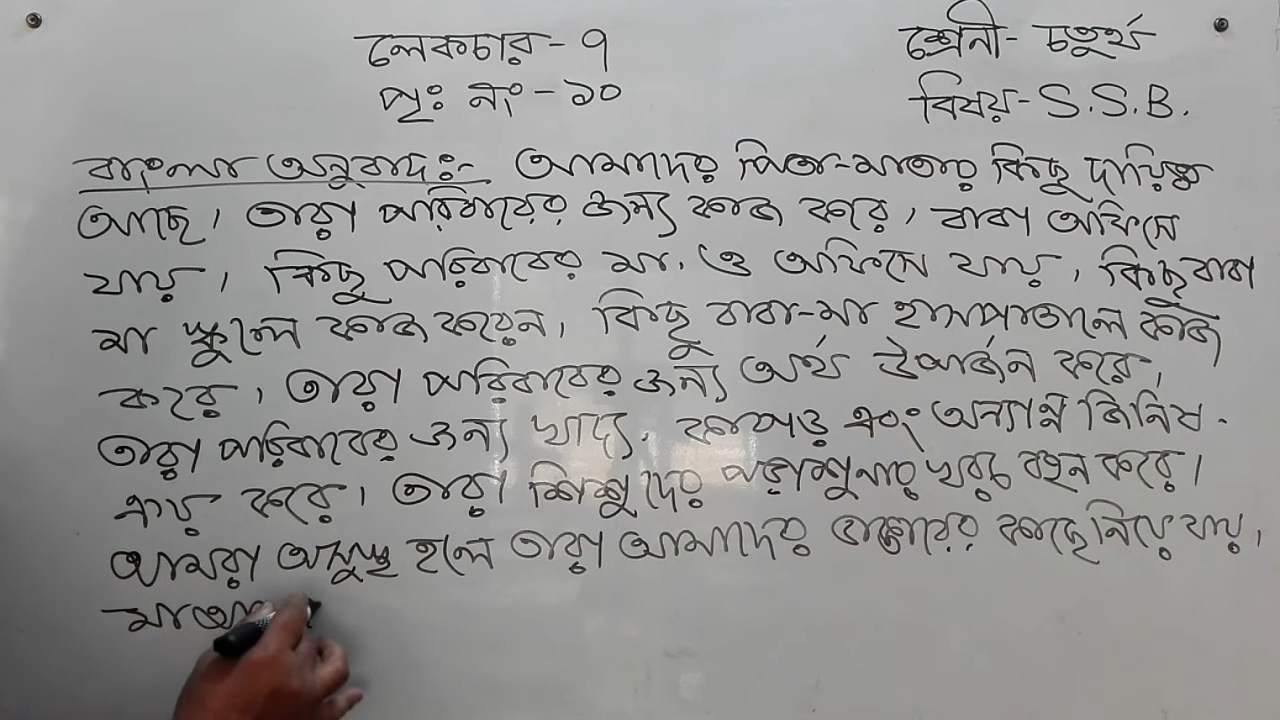 লেকচার - ৭
শ্রেনী - চতুর্থ
পৃঃ নং - ১০
বিষয় - S.S.B.
বাংলা অনুবাদঃ- আমাদের পিতা-মাতার কিছু দায়িত্ব
আছে। তারা পরিবারের জন্য কাজ করে। বাবা অফিসে
যায়। কিছু পরিবারের মা ও অফিসে যায়। কিছু বাবা
মা স্কুলে কাজ করেন। কিছু বাবা-মা হাসপাতালে কাজ
করে। তারা পরিবারের জন্য অর্থ উপার্জন করে।
তারা পরিবারের জন্য খাদ্য, কাপড় এবং অন্যান্ন জিনিষ
ক্রয় করে। তারা শিশুদের পড়াশুনার খরচ বহন করে।
আমরা অসুস্থ হলে তারা আমাদের ডাক্তারের কাছে নিয়ে যায়।